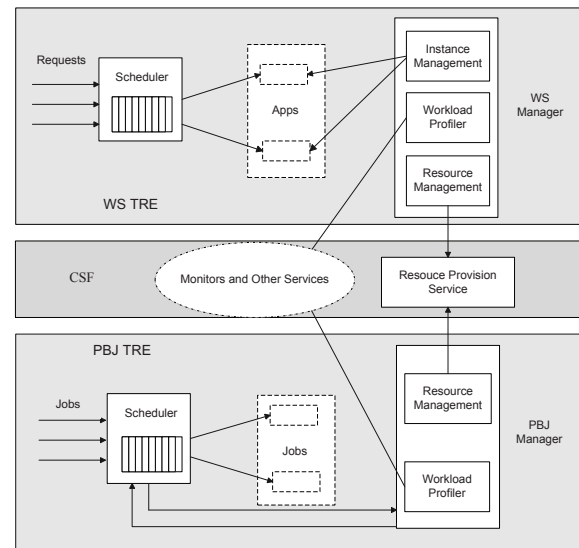 Requests
Scheduler
Apps
Instance
Management
Workload
Profiler
Resource
Management
WS
Manager
WS TRE
CSF
Monitors and Other Services
Resouce Provision
Service
PBJ TRE
Jobs
Scheduler
Jobs
Resource
Management
Workload
Profiler
PBJ
Manager